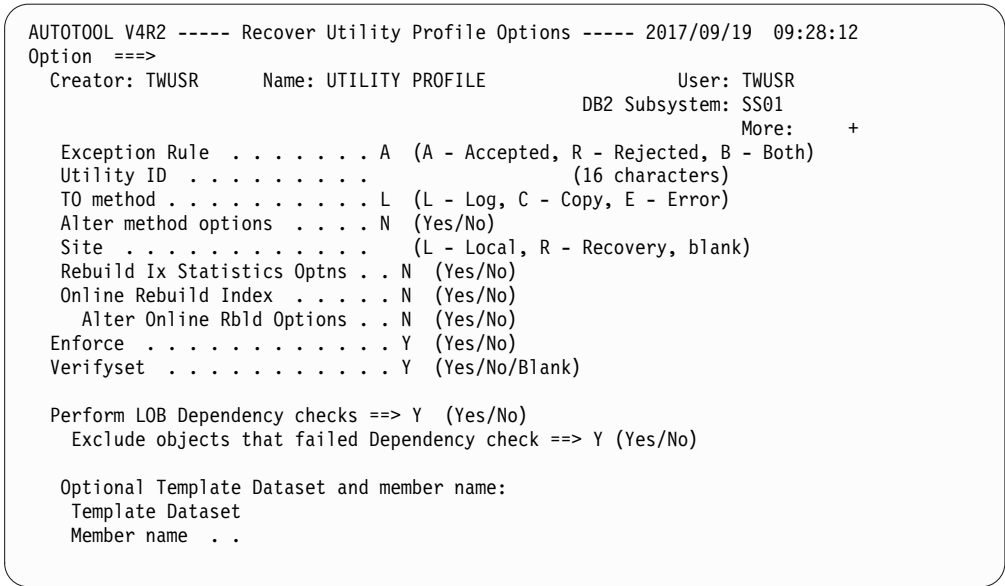 AUTOTOOL V4R2 ----- Recover Utility Profile Options ----- 2017/09/19 09:28:12
Option ===>
Creator: TWUSR Name: UTILITY PROFILE User: TWUSR
DB2 Subsystem: SS01
More: +
Exception Rule . . . . . . . A (A - Accepted, R - Rejected, B - Both)
Utility ID . . . . . . . . . (16 characters)
TO method . . . . . . . . . . L (L - Log, C - Copy, E - Error)
Alter method options . . . . N (Yes/No)
Site . . . . . . . . . . . . (L - Local, R - Recovery, blank)
Rebuild Ix Statistics Optns . . N (Yes/No)
Online Rebuild Index . . . . . N (Yes/No)
Alter Online Rbld Options . . N (Yes/No)
Enforce . . . . . . . . . . . . Y (Yes/No)
Verifyset . . . . . . . . . . . Y (Yes/No/Blank)
Perform LOB Dependency checks ==> Y (Yes/No)
Exclude objects that failed Dependency check ==> Y (Yes/No)
Optional Template Dataset and member name:
Template Dataset
Member name . .